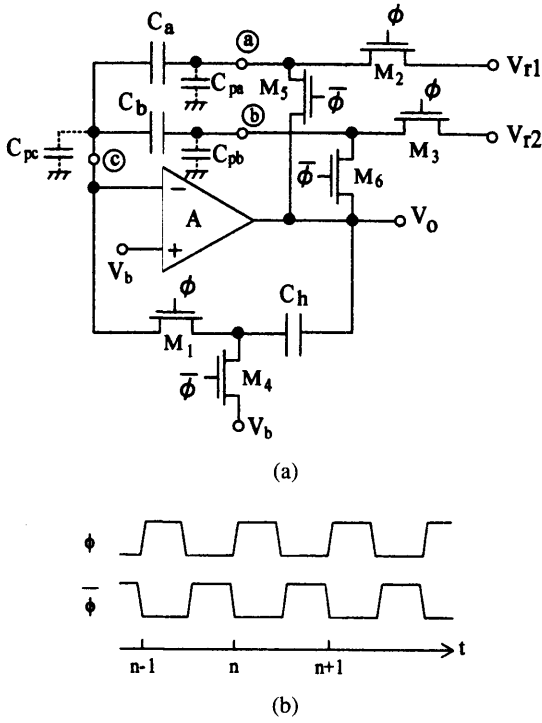 C_a ⓐ ϕ
C_pa M_5 M_2 V_r1
C_b ϕ̅ ϕ
ⓑ V_r2
C_pc C_pb M_3
ⓒ ϕ̅ M_6
− A V_o
V_b +
ϕ C_h
M_1
ϕ̅ M_4
V_b
(a)
ϕ
ϕ̅
t
n-1 n n+1
(b)